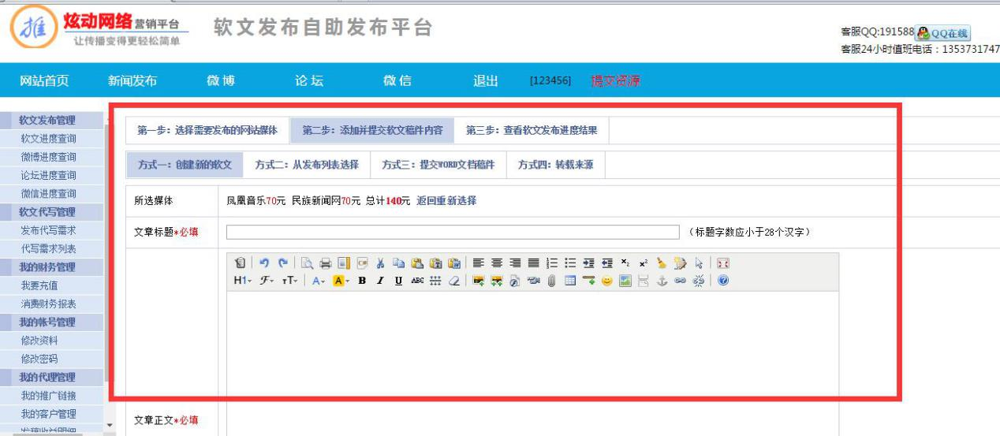 推 炫动网络 营销平台
让传播变得更轻松简单
软文发布自助发布平台
客服QQ:191588 QQ在线
客服24小时值班电话：1353731747
网站首页 新闻发布 微博 论坛 微信 退出 [123456] 提交资源
软文发布管理
软文进度查询
微博进度查询
论坛进度查询
微信进度查询
软文代写管理
发布代写需求
代写需求列表
我的财务管理
我要充值
消费财务报表
我的帐号管理
修改资料
修改密码
我的代理管理
我的推广链接
我的客户管理
第一步：选择需要发布的网站媒体 第二步：添加并提交软文稿件内容 第三步：查看软文发布进度结果
方式一：创建新的软文 方式二：从发布列表选择 方式三：提交WORD文档稿件 方式四：转载来源
所选媒体 凤凰音乐70元 民族新闻网70元 总计140元 返回重新选择
文章标题*必填 （标题字数应小于28个汉字）
H1 F TT A A B I U ABC
文章正文*必填